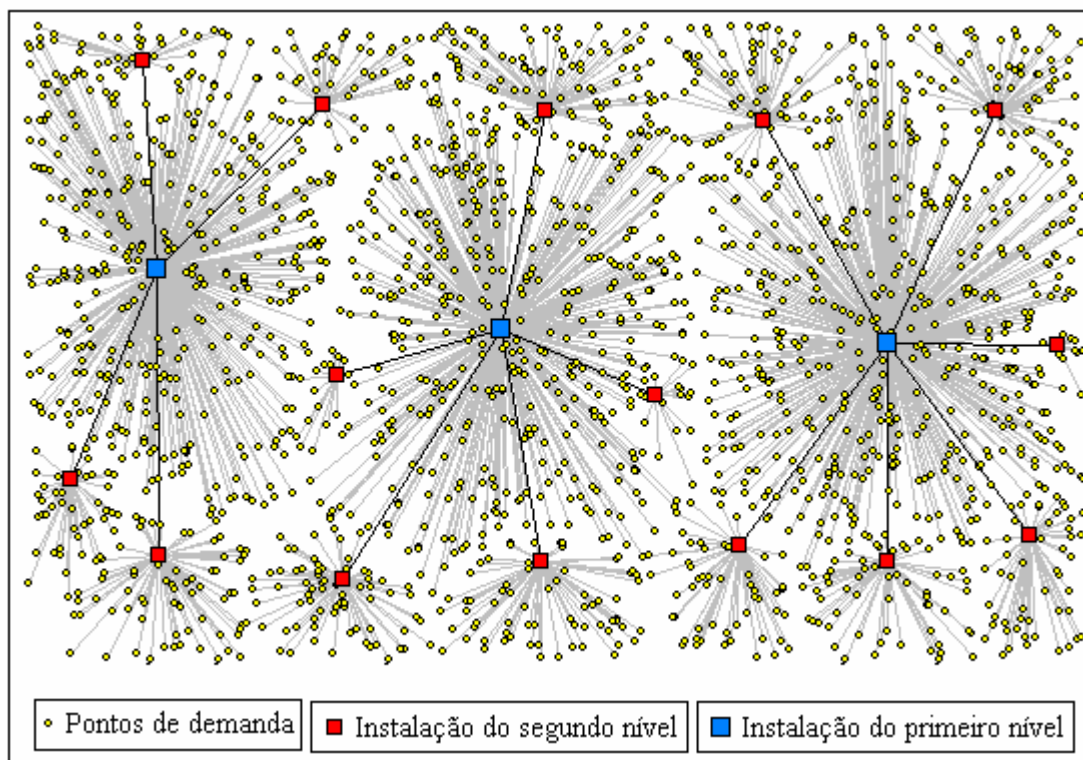 Pontos de demanda
Instalação do segundo nível
Instalação do primeiro nível